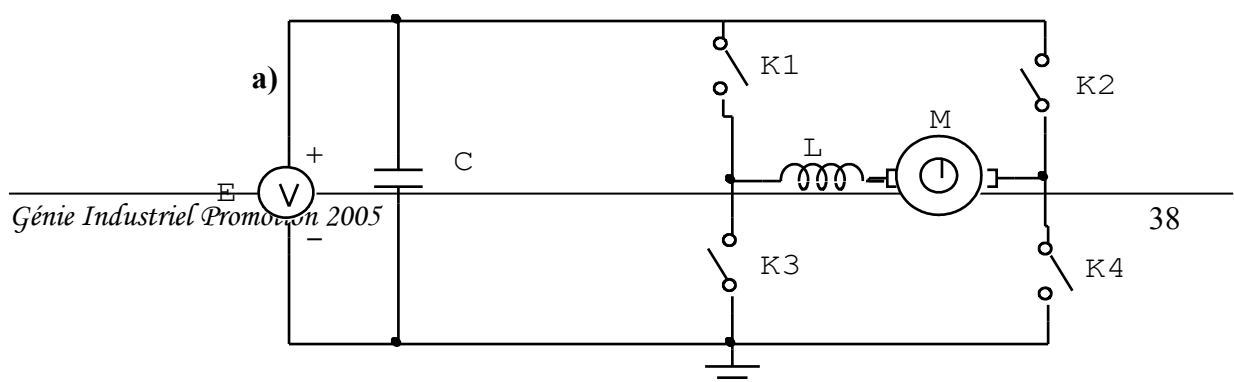 K1
a)
K2
M
+
L
C
E
V
Génie Industriel Promotion 2005
38
−
K3
K4